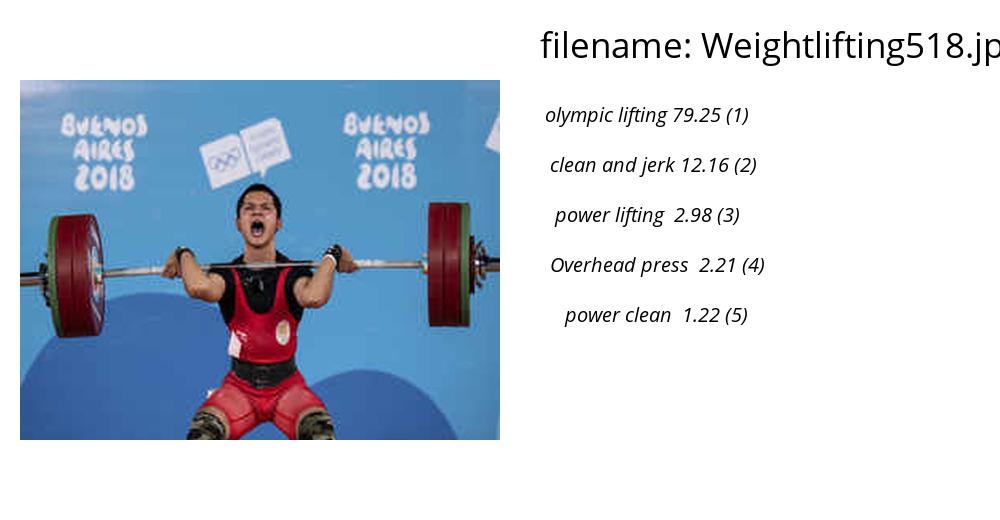 filename: Weightlifting518.jp
olympic lifting 79.25 (1)
clean and jerk 12.16 (2)
power lifting 2.98 (3)
Overhead press 2.21 (4)
power clean 1.22 (5)
BUENOS AIRES 2018
BUENOS AIRES 2018